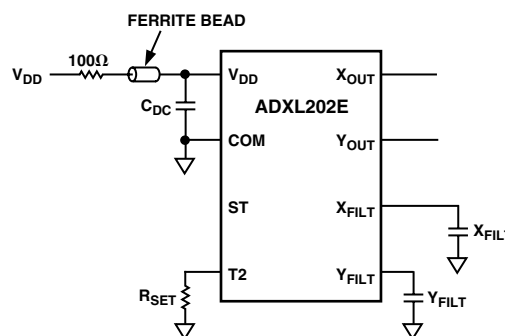 FERRITE BEAD
100Ω
V_DD
C_DC
V_DD
ADXL202E
COM
ST
T2
X_OUT
Y_OUT
X_FILT
Y_FILT
X_FILT
Y_FILT
R_SET